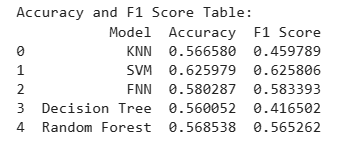 Accuracy and F1 Score Table:
Model Accuracy F1 Score
0 KNN 0.566580 0.459789
1 SVM 0.625979 0.625806
2 FNN 0.580287 0.583393
3 Decision Tree 0.560052 0.416502
4 Random Forest 0.568538 0.565262